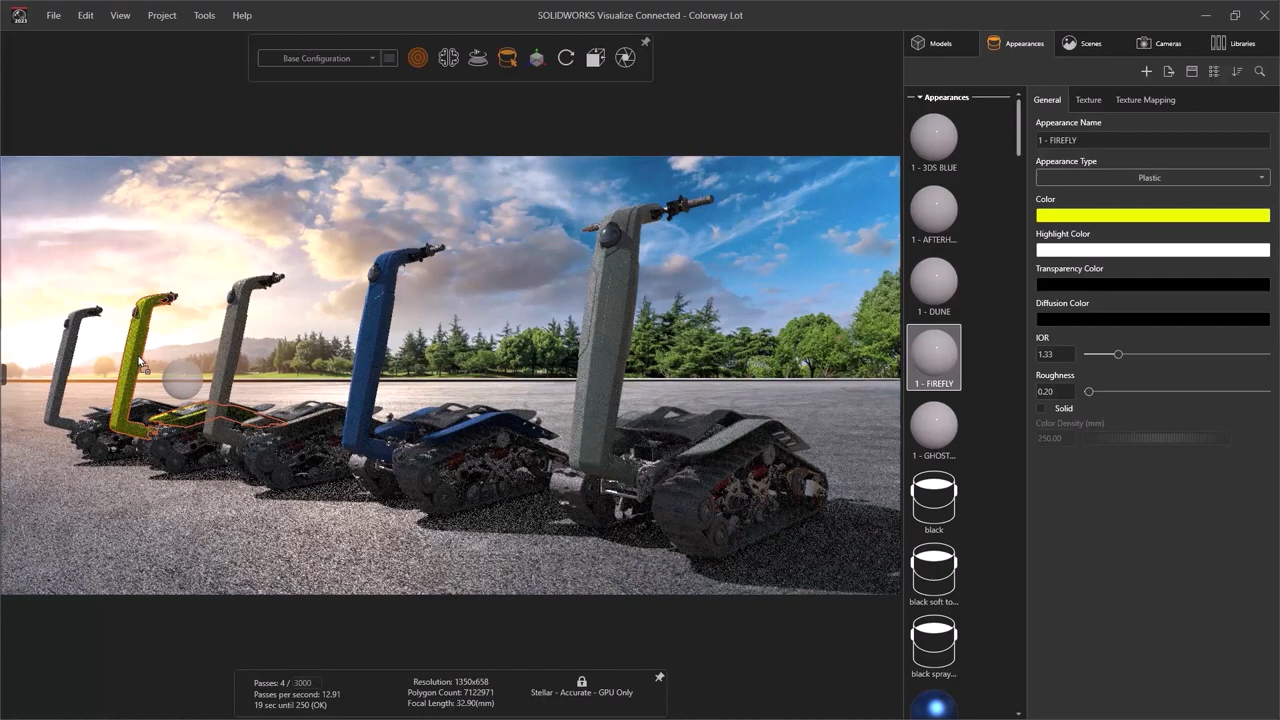 2023
File Edit View Project Tools Help
SOLIDWORKS Visualize Connected - Colorway Lot
Base Configuration
Models Appearances Scenes Cameras Libraries
Appearances
1 - 3DS BLUE
1 - AFTERH...
1 - DUNE
1 - FIREFLY
1 - GHOST...
black
black soft to...
black spray...
General Texture Texture Mapping
Appearance Name
1 - FIREFLY
Appearance Type
Plastic
Color
Highlight Color
Transparency Color
Diffusion Color
IOR
1.33
Roughness
0.20
Solid
Color Density (mm)
250.00
Passes: 4 / 3000
Passes per second: 12.91
19 sec until 250 (OK)
Resolution: 1350x658
Polygon Count: 7122971
Focal Length: 32.90(mm)
Stellar - Accurate - GPU Only